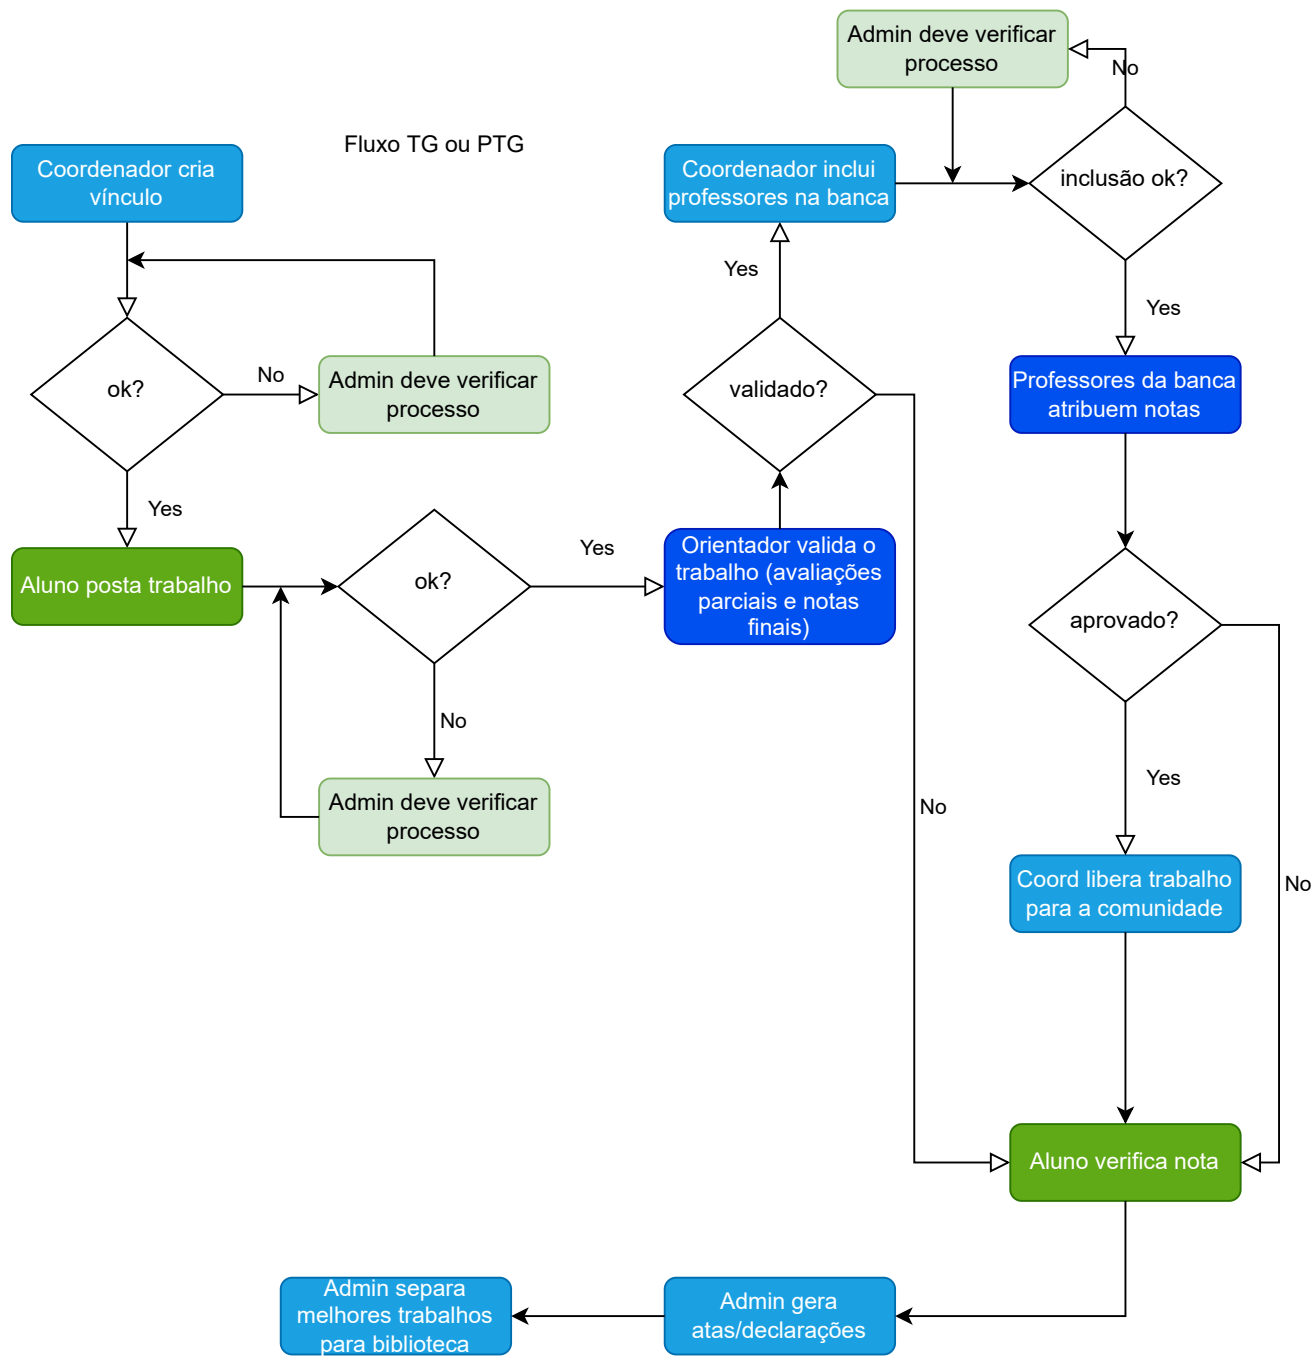 Admin deve verificar
processo
No
Fluxo TG ou PTG
Coordenador cria
vínculo
Coordenador inclui
professores na banca
inclusão ok?
Yes
Yes
ok?
No
Admin deve verificar
processo
validado?
Professores da banca
atribuem notas
Yes
Aluno posta trabalho
ok?
Yes
Orientador valida o
trabalho (avaliações
parciais e notas
finais)
aprovado?
No
Admin deve verificar
processo
No
Yes
Coord libera trabalho
para a comunidade
No
Aluno verifica nota
Admin separa
melhores trabalhos
para biblioteca
Admin gera
atas/declarações